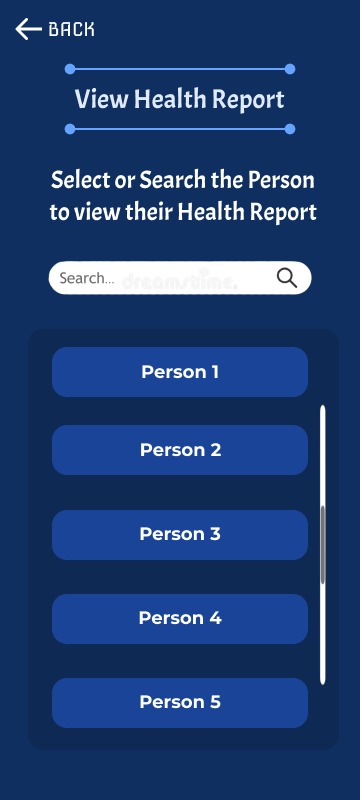 BACK
View Health Report
Select or Search the Person
to view their Health Report
Search... dreamstime.
Person 1
Person 2
Person 3
Person 4
Person 5